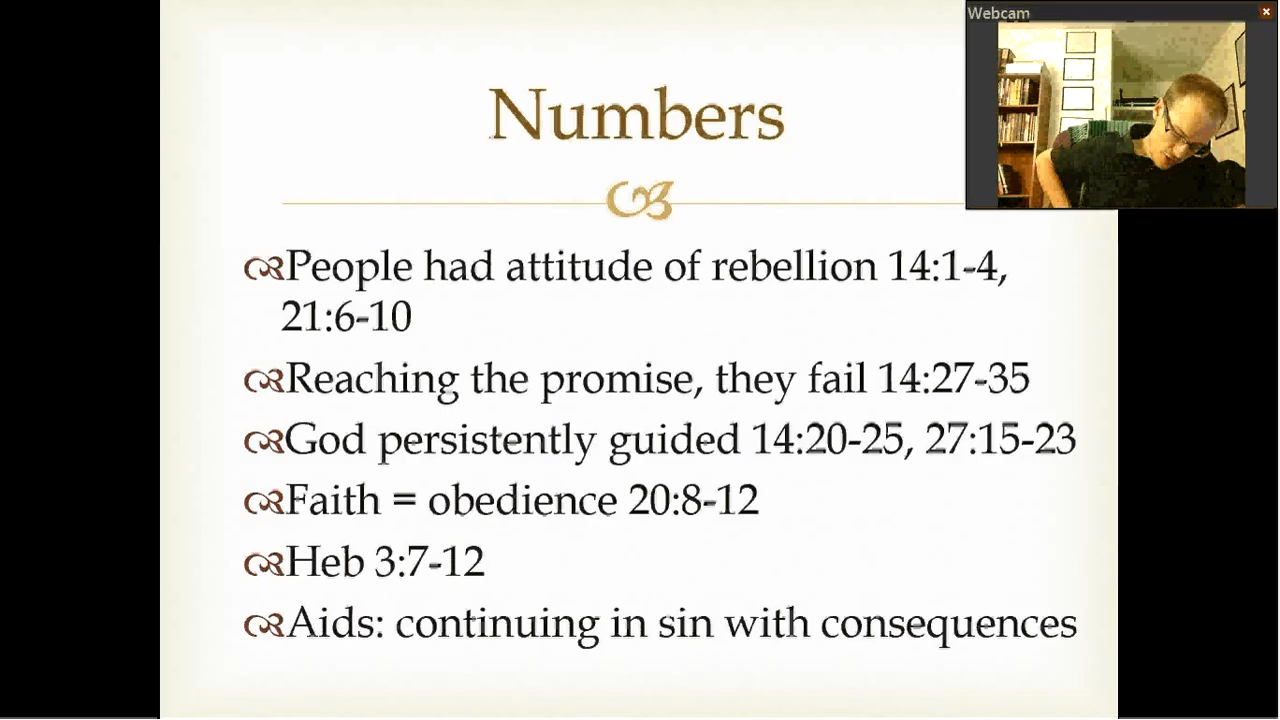 Webcam
Numbers
People had attitude of rebellion 14:1-4,
21:6-10
Reaching the promise, they fail 14:27-35
God persistently guided 14:20-25, 27:15-23
Faith = obedience 20:8-12
Heb 3:7-12
Aids: continuing in sin with consequences